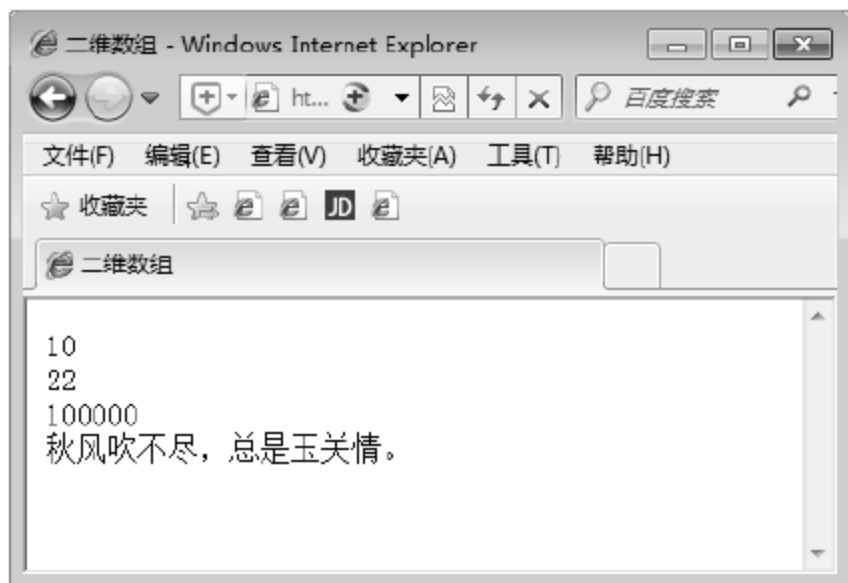 二维数组 - Windows Internet Explorer
ht...
百度搜索
文件(F) 编辑(E) 查看(V) 收藏夹(A) 工具(T) 帮助(H)
收藏夹 JD
二维数组
10
22
100000
秋风吹不尽，总是玉关情。